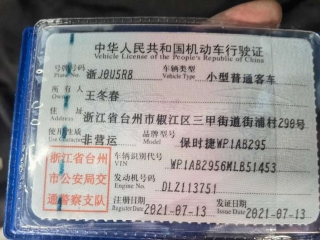 中华人民共和国机动车行驶证
Vehicle License of the People's Republic of China
号牌号码 浙J0U5R8 车辆类型 小型普通客车
Plate No. Vehicle Type
所有人 王冬春
住址 浙江省台州市椒江区三甲街道街浦村Z90号
使用性质 非营运 品牌型号 保时捷WP1AB295
Use Character
浙江省台州市公安局交通警察支队
车辆识别代号 WP1AB2956MLB51453
VIN
发动机号码 DLZ113751
Engine No.
注册日期 2021-07-13 发证日期 2021-07-13
Register Date Issue Date